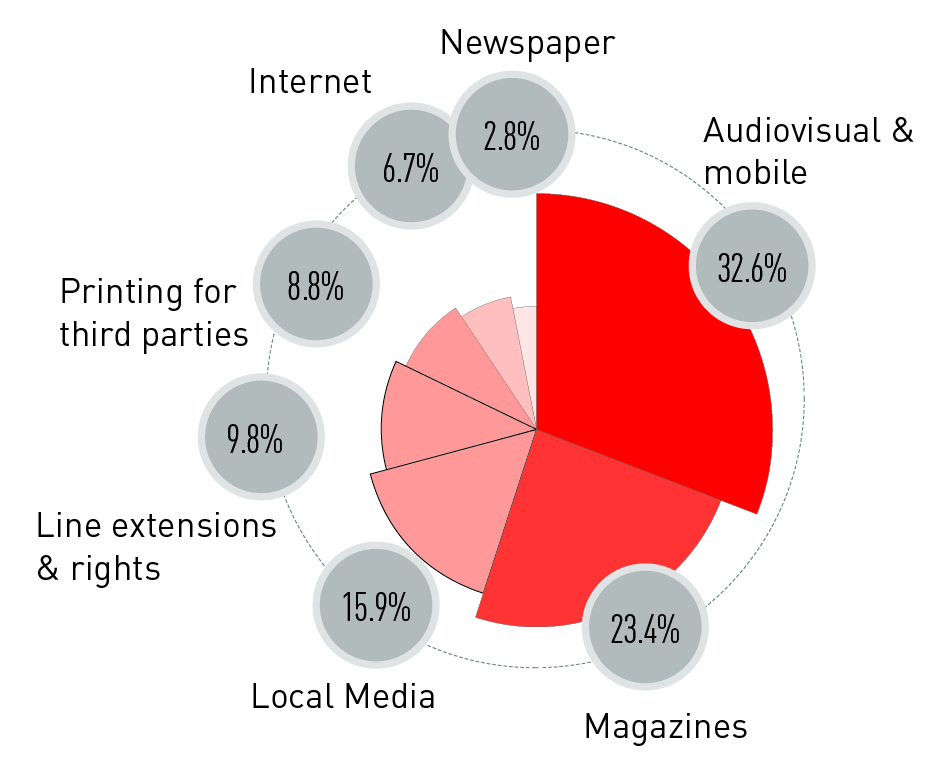 Newspaper
2.8%
Internet
6.7%
Audiovisual &
mobile
32.6%
Printing for
third parties
8.8%
9.8%
Line extensions
& rights
15.9%
Local Media
23.4%
Magazines